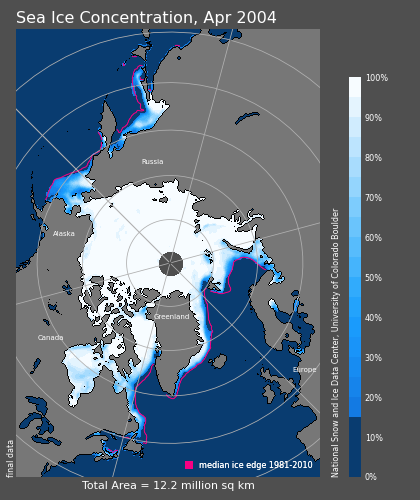 Sea Ice Concentration, Apr 2004
Russia
Alaska
Greenland
Canada
Europe
100%
90%
80%
70%
60%
50%
40%
30%
20%
10%
0%
National Snow and Ice Data Center, University of Colorado Boulder
final data
median ice edge 1981-2010
Total Area = 12.2 million sq km